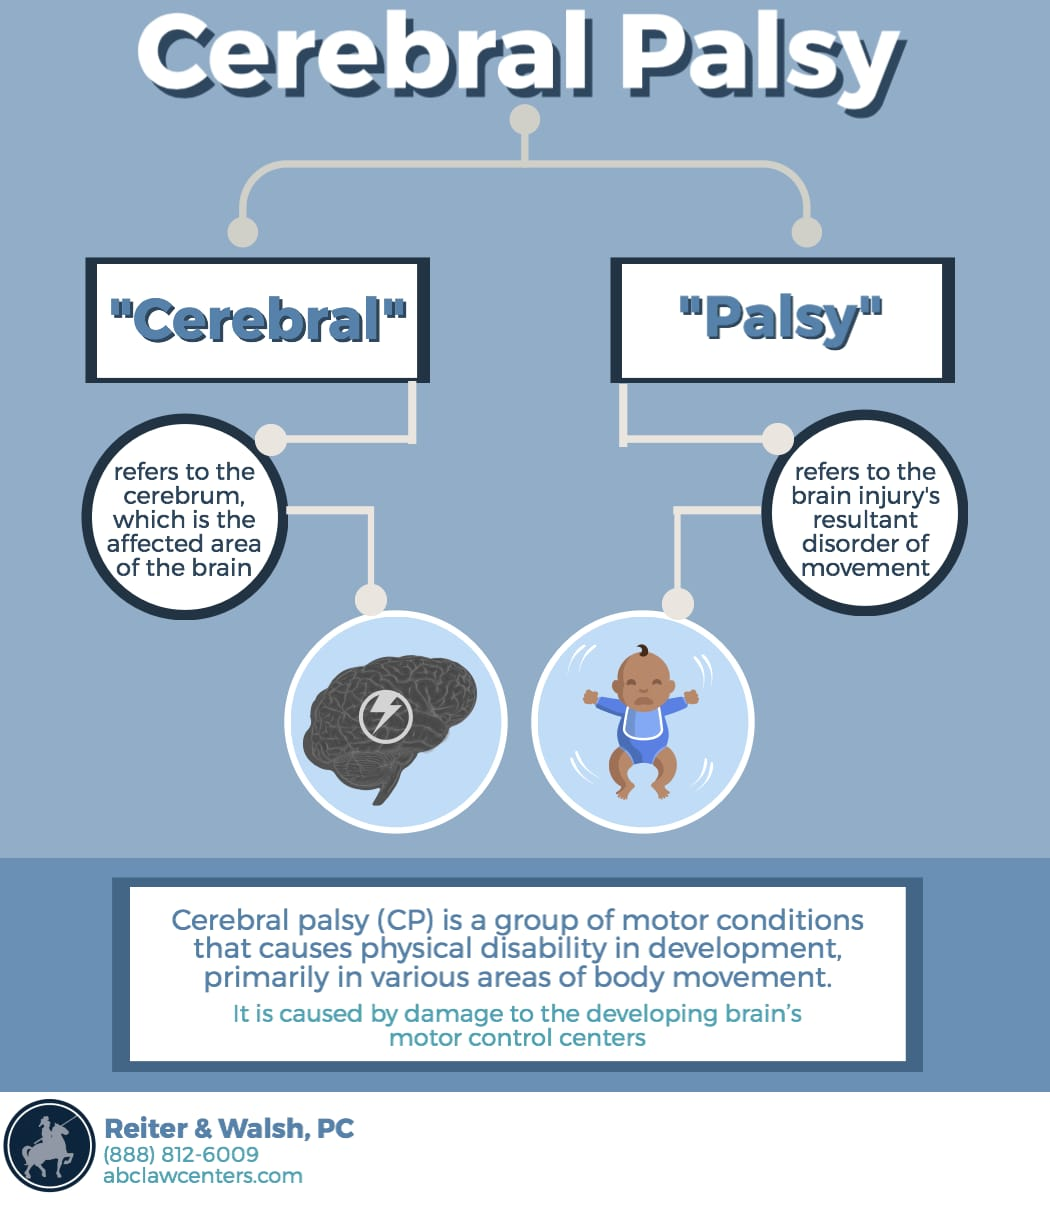 Cerebral Palsy
"Cerebral"
"Palsy"
refers to the
cerebrum,
which is the
affected area
of the brain
refers to the
brain injury's
resultant
disorder of
movement
Cerebral palsy (CP) is a group of motor conditions
that causes physical disability in development,
primarily in various areas of body movement.
It is caused by damage to the developing brain’s
motor control centers
Reiter & Walsh, PC
(888) 812-6009
abclawcenters.com